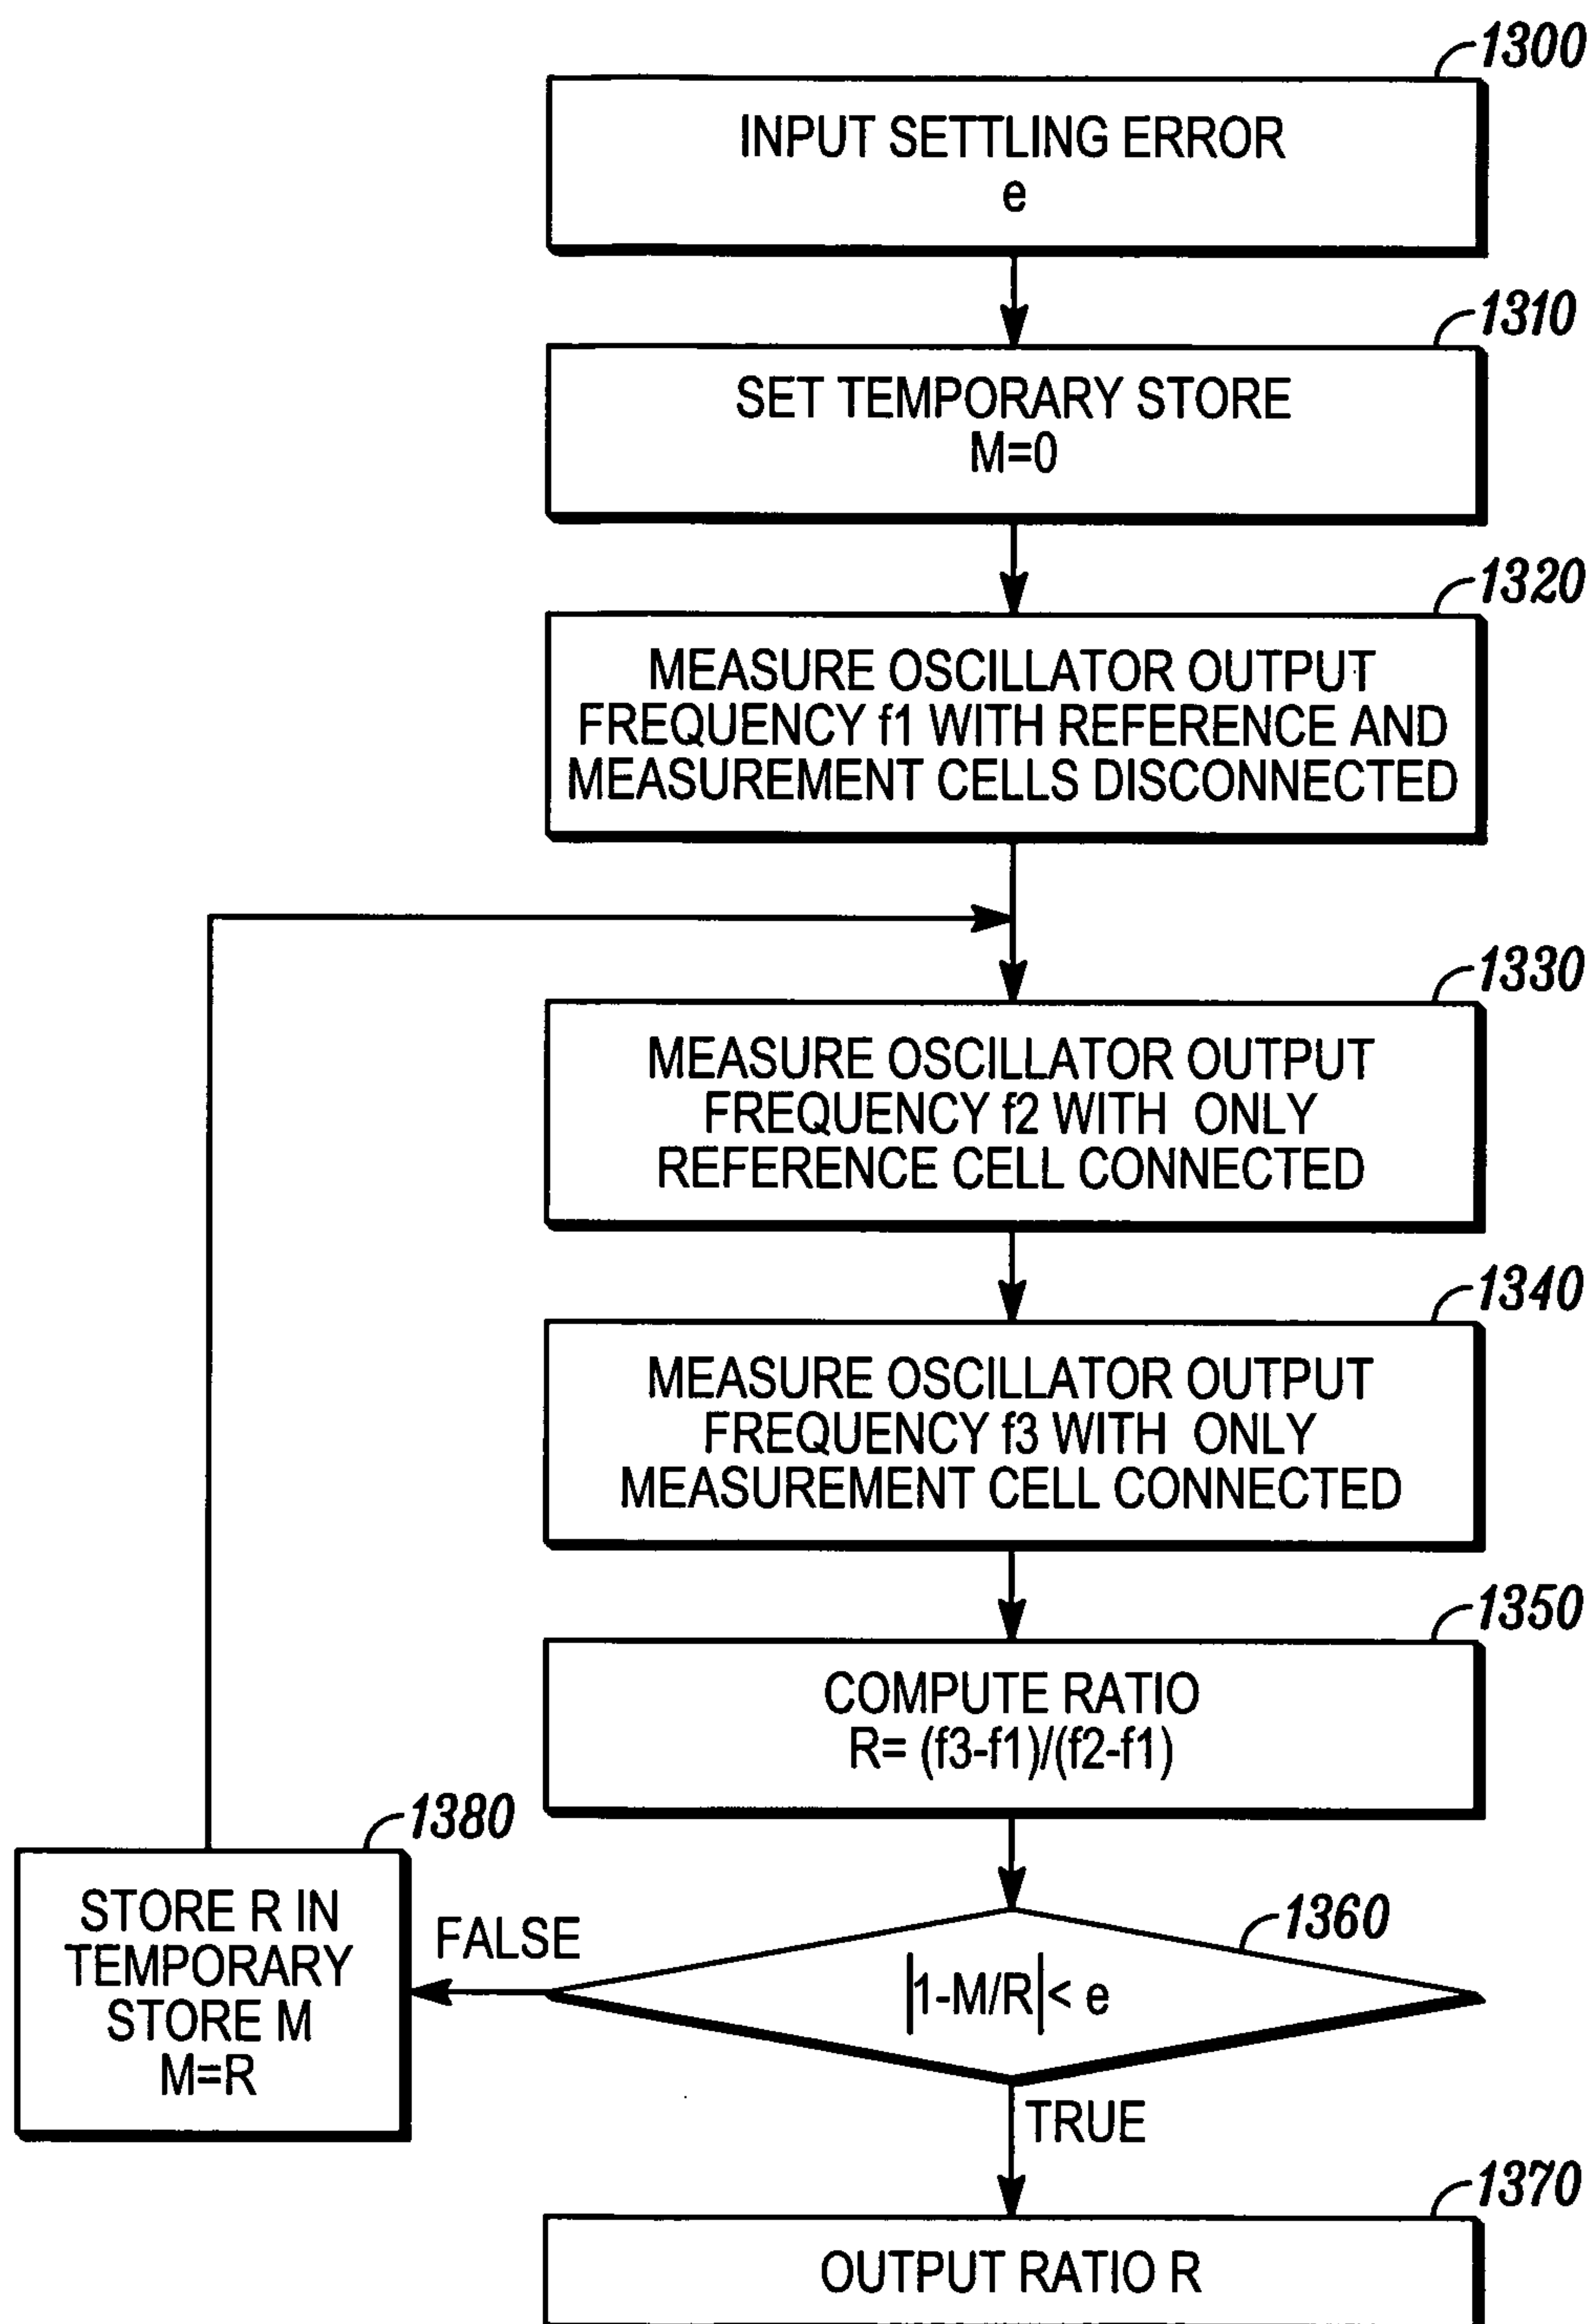 1300
INPUT SETTLING ERROR
e
1310
SET TEMPORARY STORE
M=0
1320
MEASURE OSCILLATOR OUTPUT
FREQUENCY f1 WITH REFERENCE AND
MEASUREMENT CELLS DISCONNECTED
1330
MEASURE OSCILLATOR OUTPUT
FREQUENCY f2 WITH ONLY
REFERENCE CELL CONNECTED
1340
MEASURE OSCILLATOR OUTPUT
FREQUENCY f3 WITH ONLY
MEASUREMENT CELL CONNECTED
1350
COMPUTE RATIO
R= (f3-f1)/(f2-f1)
1380
STORE R IN
TEMPORARY
STORE M
M=R
FALSE
1360
|1-M/R|< e
TRUE
1370
OUTPUT RATIO R